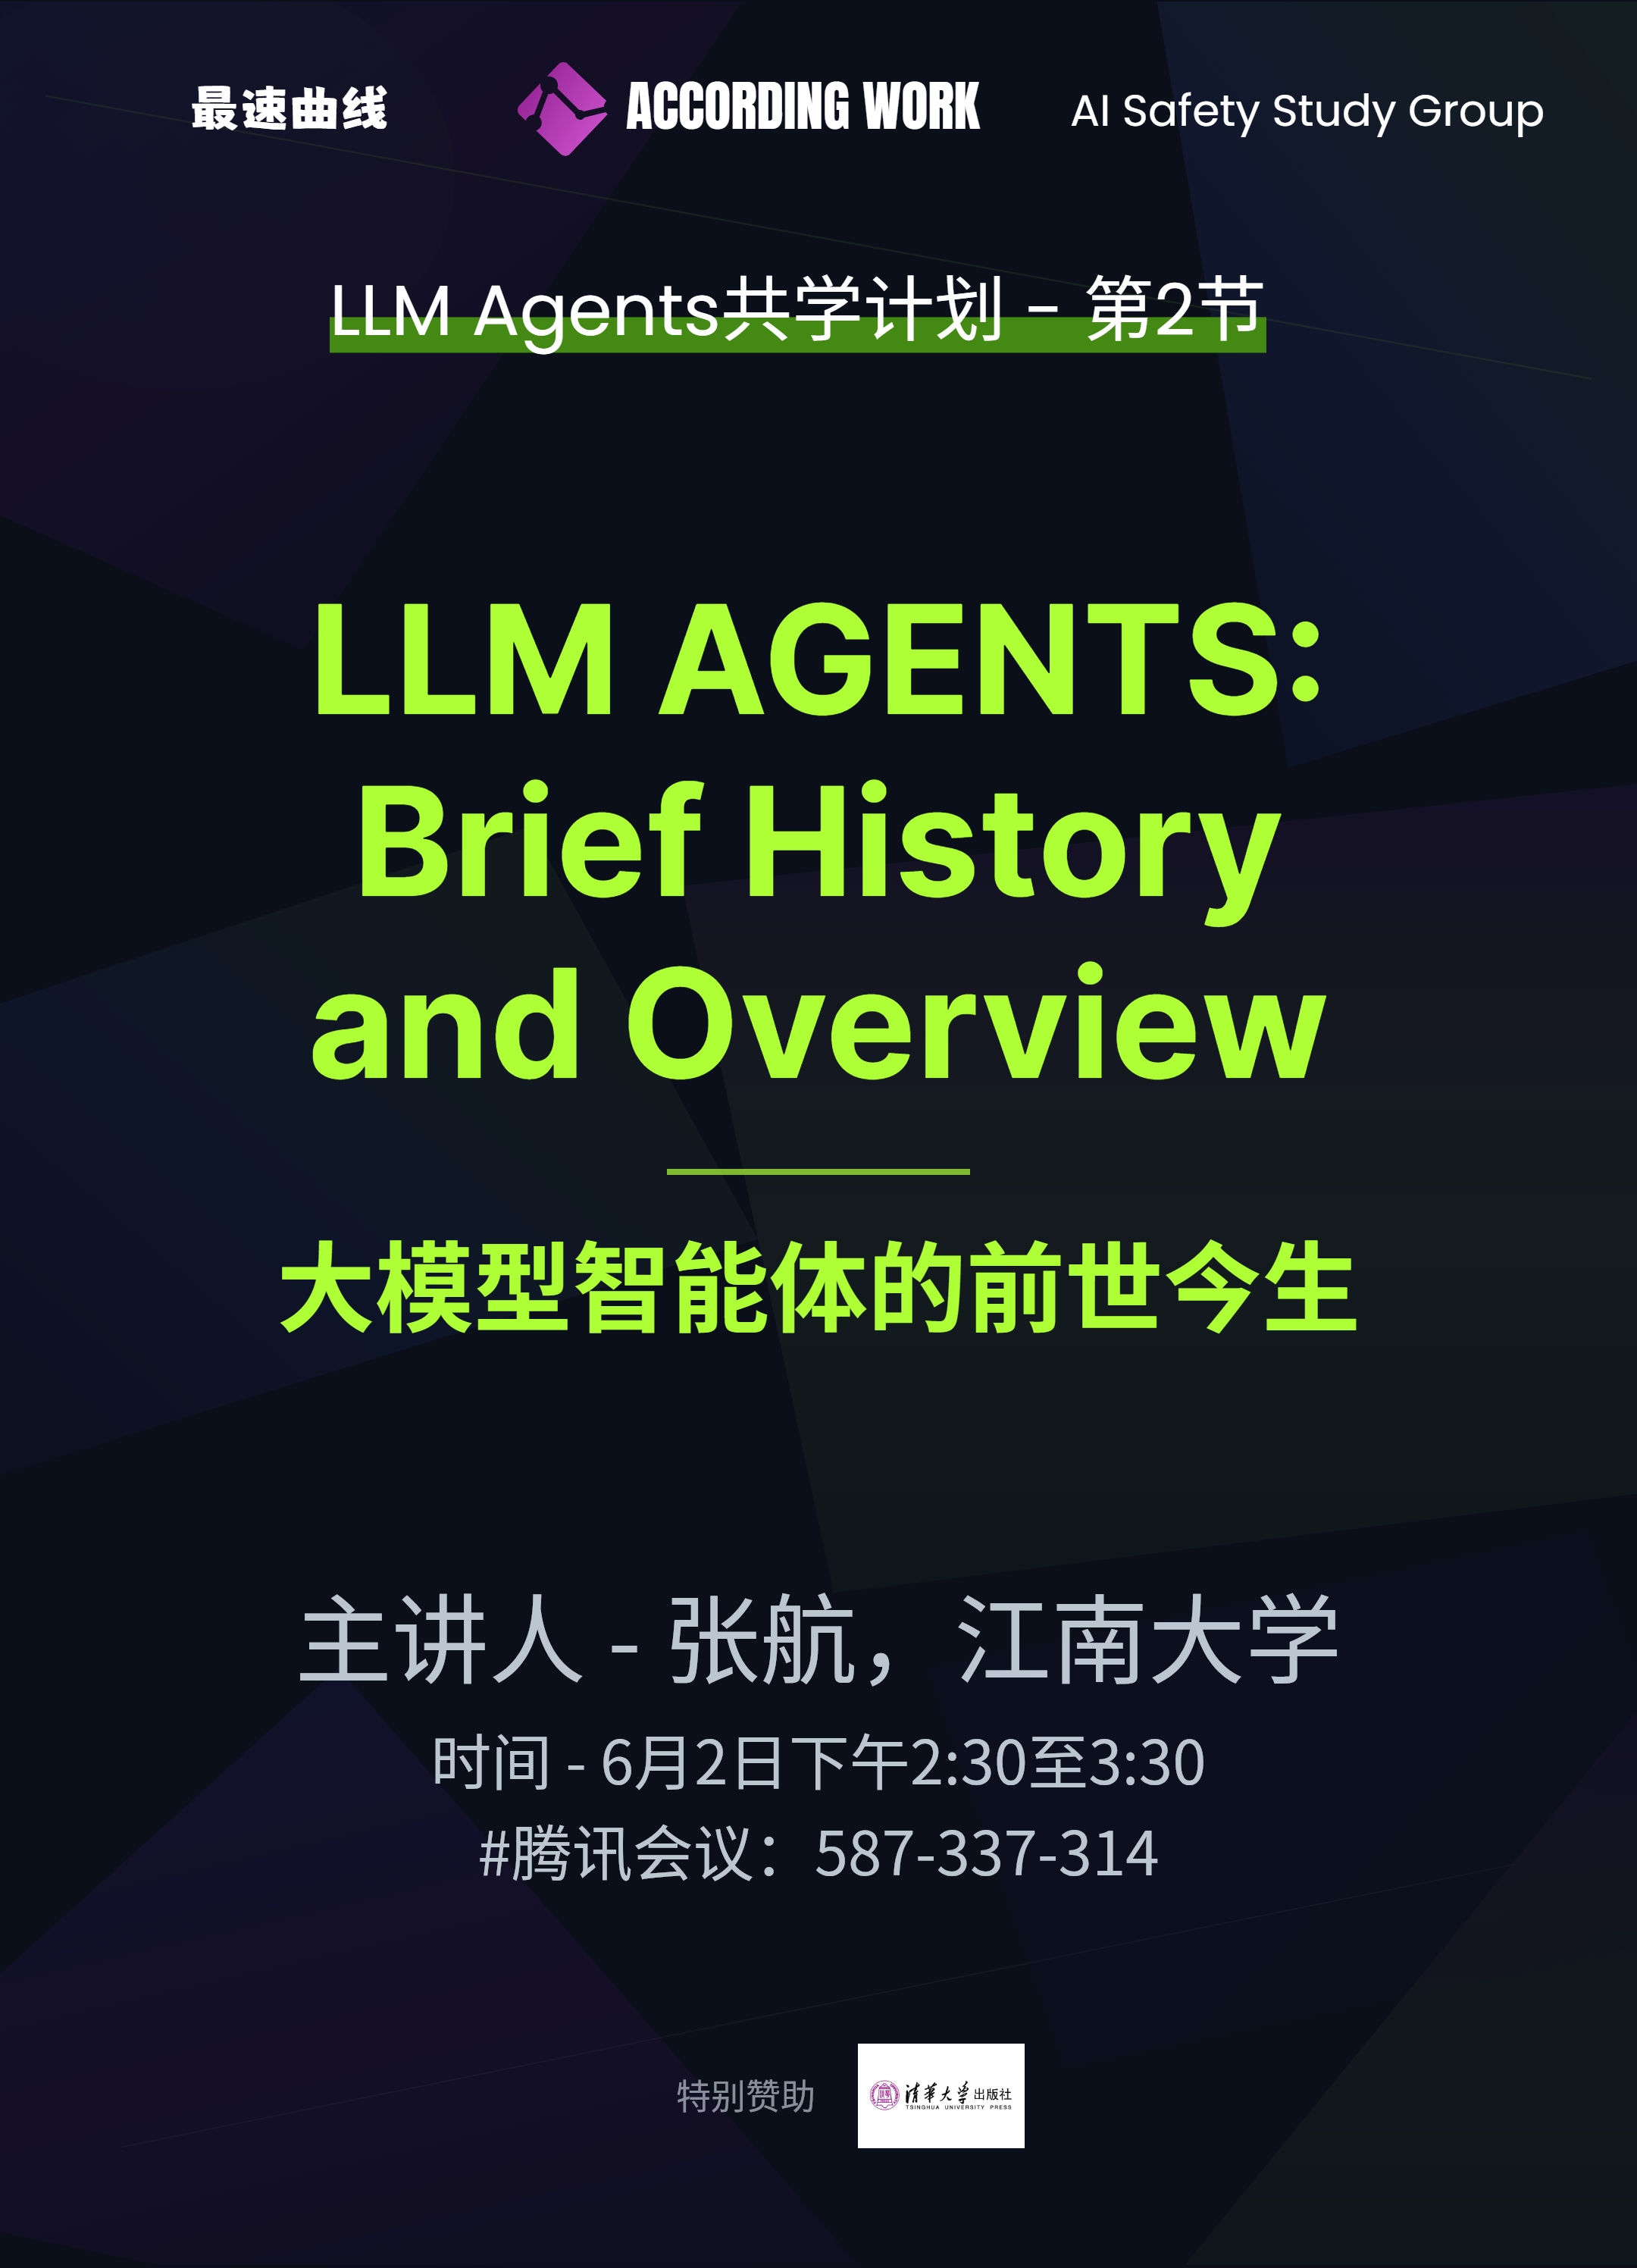 最速曲线
ACCORDING WORK
AI Safety Study Group
LLM Agents共学计划 - 第2节
LLM AGENTS:
Brief History
and Overview
大模型智能体的前世今生
主讲人 - 张航，江南大学
时间 - 6月2日下午2:30至3:30
#腾讯会议：587-337-314
特别赞助
清華大学出版社
TSINGHUA UNIVERSITY PRESS